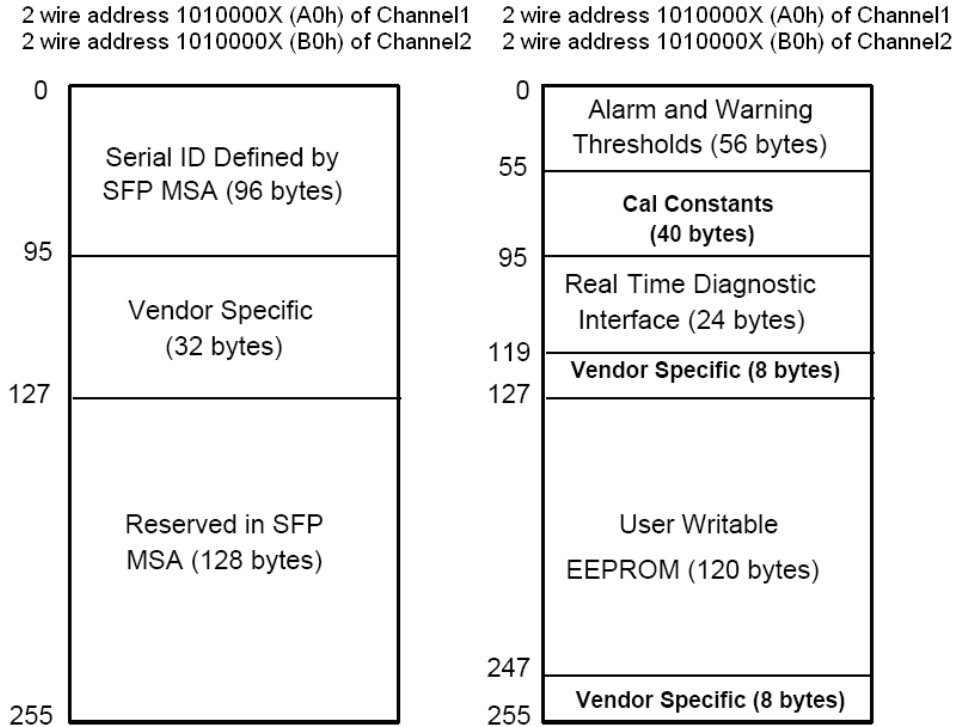 2 wire address 1010000X (A0h) of Channel1
2 wire address 1010000X (B0h) of Channel2
0
Serial ID Defined by
SFP MSA (96 bytes)
95
Vendor Specific
(32 bytes)
127
Reserved in SFP
MSA (128 bytes)
255
2 wire address 1010000X (A0h) of Channel1
2 wire address 1010000X (B0h) of Channel2
0
Alarm and Warning
Thresholds (56 bytes)
55
Cal Constants
(40 bytes)
95
Real Time Diagnostic
Interface (24 bytes)
119
Vendor Specific (8 bytes)
127
User Writable
EEPROM (120 bytes)
247
Vendor Specific (8 bytes)
255